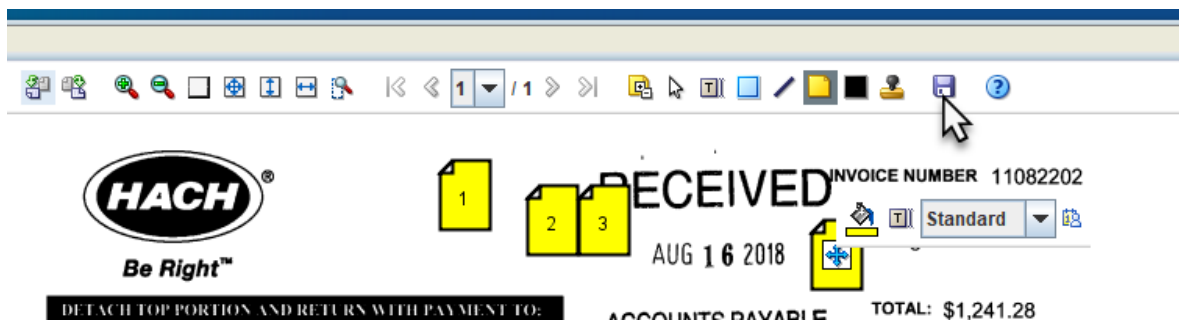 1 / 1
T
HACH®
Be Right™
1
2
3
RECEIVED
AUG 16 2018
INVOICE NUMBER 11082202
T Standard
DETACH TOP PORTION AND RETURN WITH PAYMENT TO:
ACCOUNTS PAYABLE
TOTAL: $1,241.28